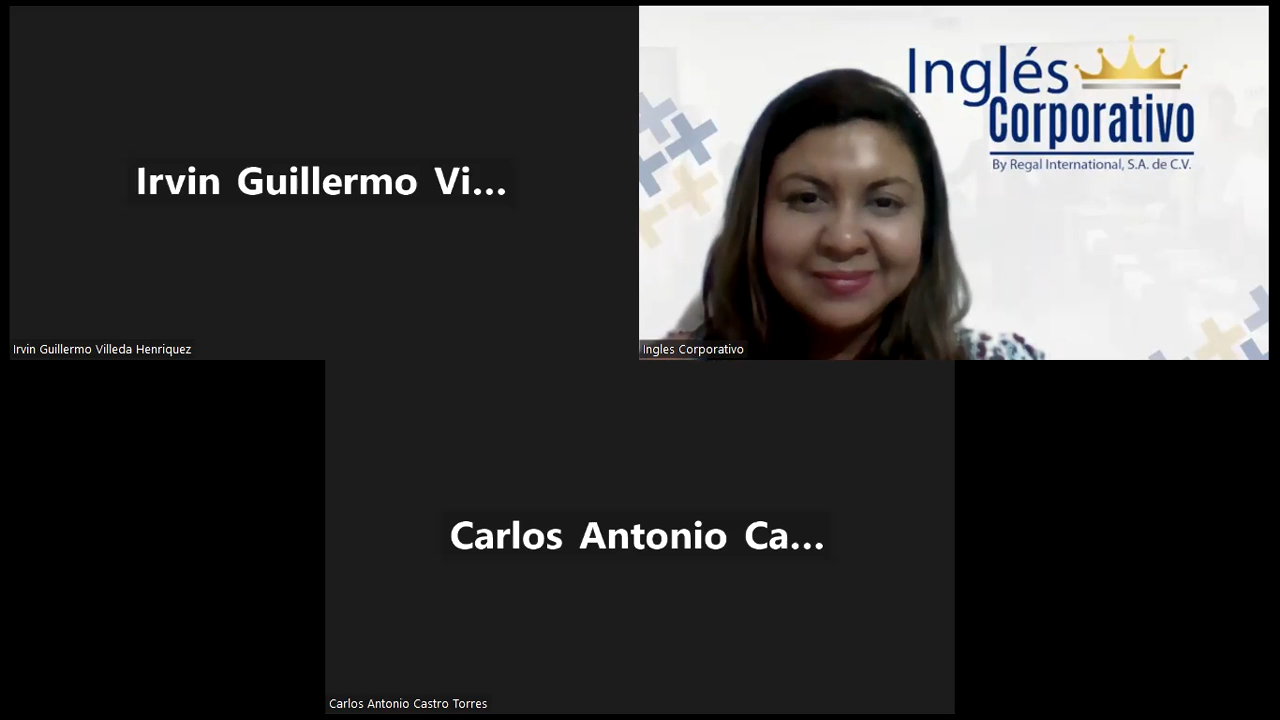 Irvin Guillermo Vi...
Irvin Guillermo Villeda Henriquez
Inglés
Corporativo
By Regal International, S.A. de C.V.
Ingles Corporativo
Carlos Antonio Ca...
Carlos Antonio Castro Torres